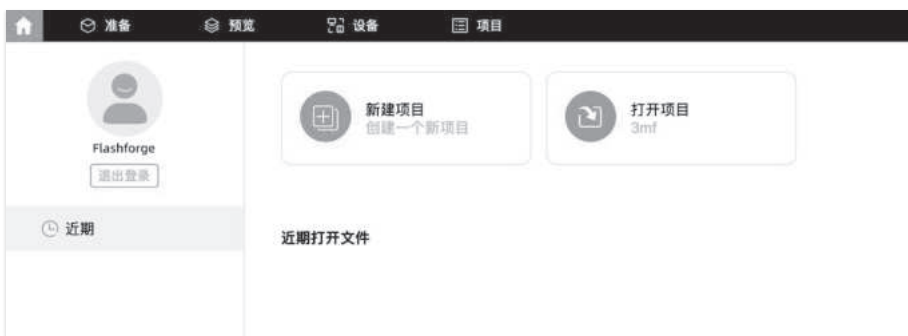 准备 预览 设备 项目
Flashforge
退出登录
近期
新建项目
创建一个新项目
打开项目
3mf
近期打开文件